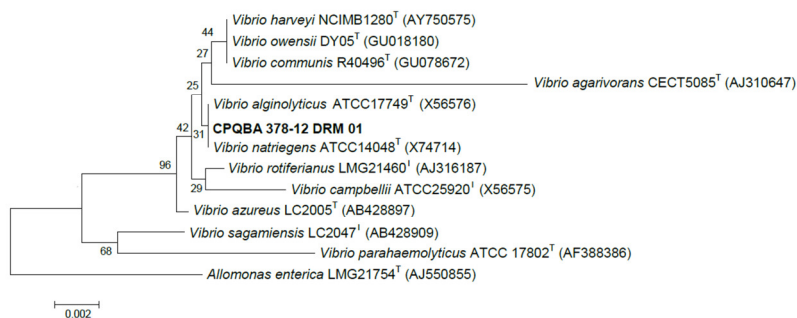 44 Vibrio harveyi NCIMB1280T (AY750575)
Vibrio owensii DY05T (GU018180)
27 Vibrio communis R40496T (GU078672)
25 Vibrio agarivorans CECT5085T (AJ310647)
Vibrio alginolyticus ATCC17749T (X56576)
42 31 CPQBA 378-12 DRM 01
Vibrio natriegens ATCC14048T (X74714)
96 Vibrio rotiferianus LMG21460I (AJ316187)
29 Vibrio campbellii ATCC25920I (X56575)
Vibrio azureus LC2005T (AB428897)
Vibrio sagamiensis LC2047I (AB428909)
68 Vibrio parahaemolyticus ATCC 17802T (AF388386)
Allomonas enterica LMG21754T (AJ550855)
0.002